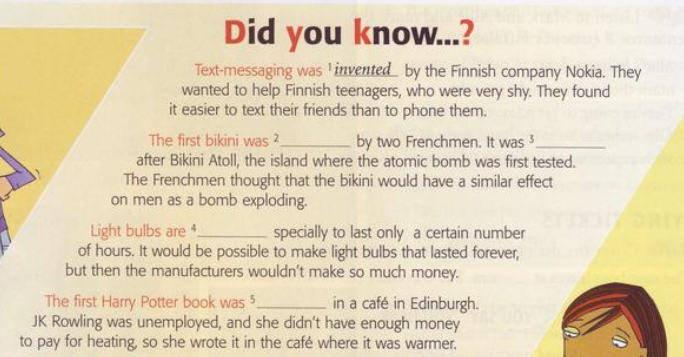 Did you know...?
Text-messaging was 1 invented by the Finnish company Nokia. They
wanted to help Finnish teenagers, who were very shy. They found
it easier to text their friends than to phone them.
The first bikini was 2__________ by two Frenchmen. It was 3__________
after Bikini Atoll, the island where the atomic bomb was first tested.
The Frenchmen thought that the bikini would have a similar effect
on men as a bomb exploding.
Light bulbs are 4__________ specially to last only a certain number
of hours. It would be possible to make light bulbs that lasted forever,
but then the manufacturers wouldn't make so much money.
The first Harry Potter book was 5__________ in a café in Edinburgh.
JK Rowling was unemployed, and she didn't have enough money
to pay for heating, so she wrote it in the café where it was warmer.